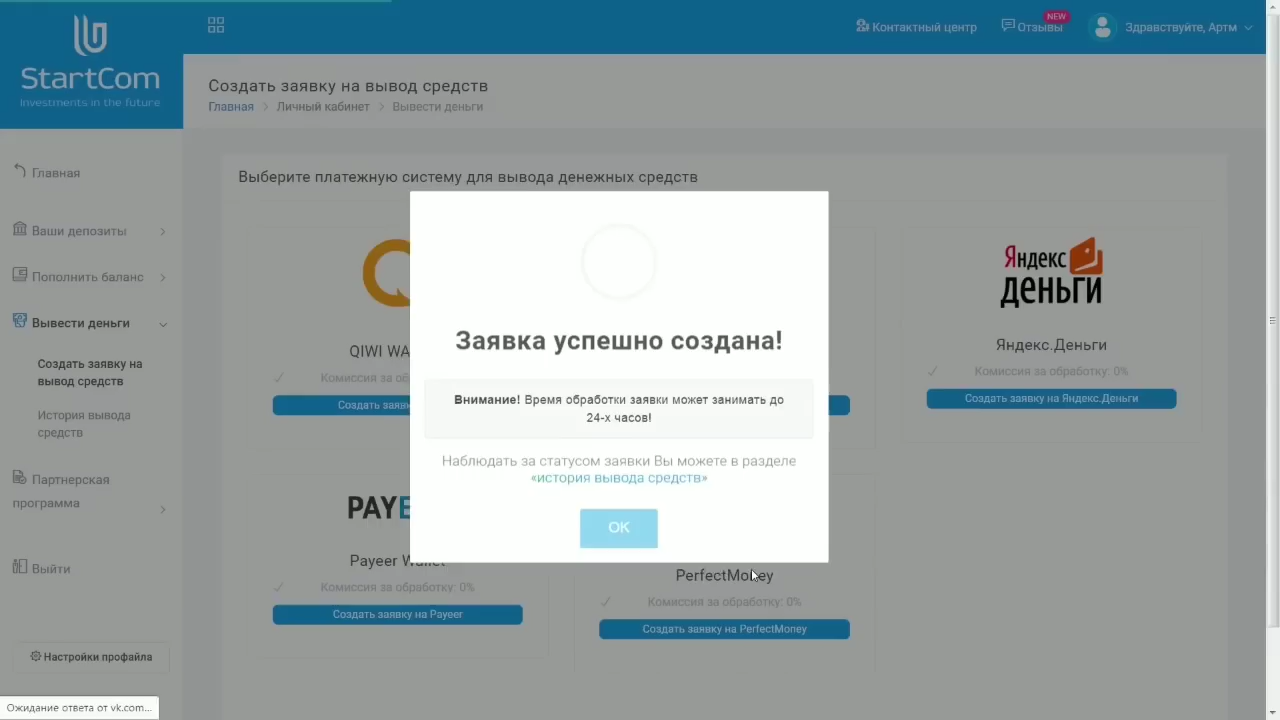 StartCom
Investments in the future
Контактный центр
Отзывы
NEW
Здравствуйте, Артм
Создать заявку на вывод средств
Главная > Личный кабинет > Вывести деньги
Главная
Ваши депозиты
Пополнить баланс
Вывести деньги
Создать заявку на
вывод средств
История вывода
средств
Партнерская
программа
Выйти
Настройки профайла
Выберите платежную систему для вывода денежных средств
QIWI WA
Комиссия за об
Создать заявк
Яндекс
деньги
Яндекс.Деньги
Комиссия за обработку: 0%
Создать заявку на Яндекс.Деньги
Заявка успешно создана!
Внимание! Время обработки заявки может занимать до
24-х часов!
Наблюдать за статусом заявки Вы можете в разделе
«история вывода средств»
OK
PAYE
Payeer Wallet
Комиссия за обработку: 0%
Создать заявку на Payeer
PerfectMoney
Комиссия за обработку: 0%
Создать заявку на PerfectMoney
Ожидание ответа от vk.com...